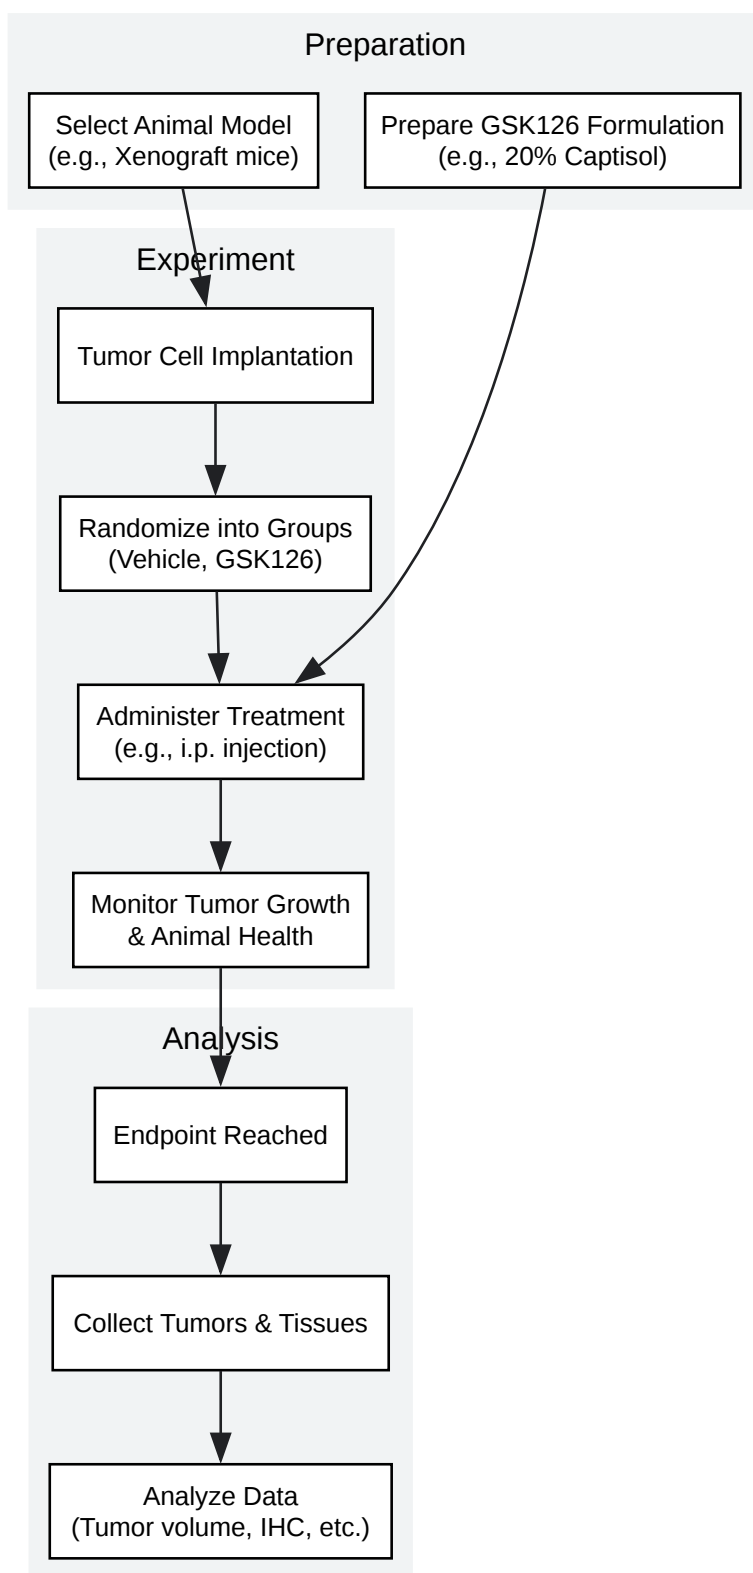 Preparation
Select Animal Model
(e.g., Xenograft mice)
Prepare GSK126 Formulation
(e.g., 20% Captisol)
Experiment
Tumor Cell Implantation
Randomize into Groups
(Vehicle, GSK126)
Administer Treatment
(e.g., i.p. injection)
Monitor Tumor Growth
& Animal Health
Analysis
Endpoint Reached
Collect Tumors & Tissues
Analyze Data
(Tumor volume, IHC, etc.)